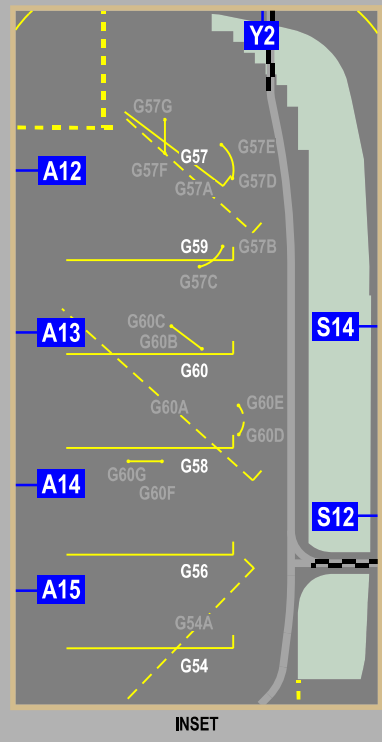 Y2
G57G
G57
G57E
G57F
A12
G57A
G57D
G59
G57B
G57C
G60C
A13
S14
G60B
G60
G60A
G60E
G60D
G58
G60G
A14
G60F
S12
G56
A15
G54A
G54
INSET